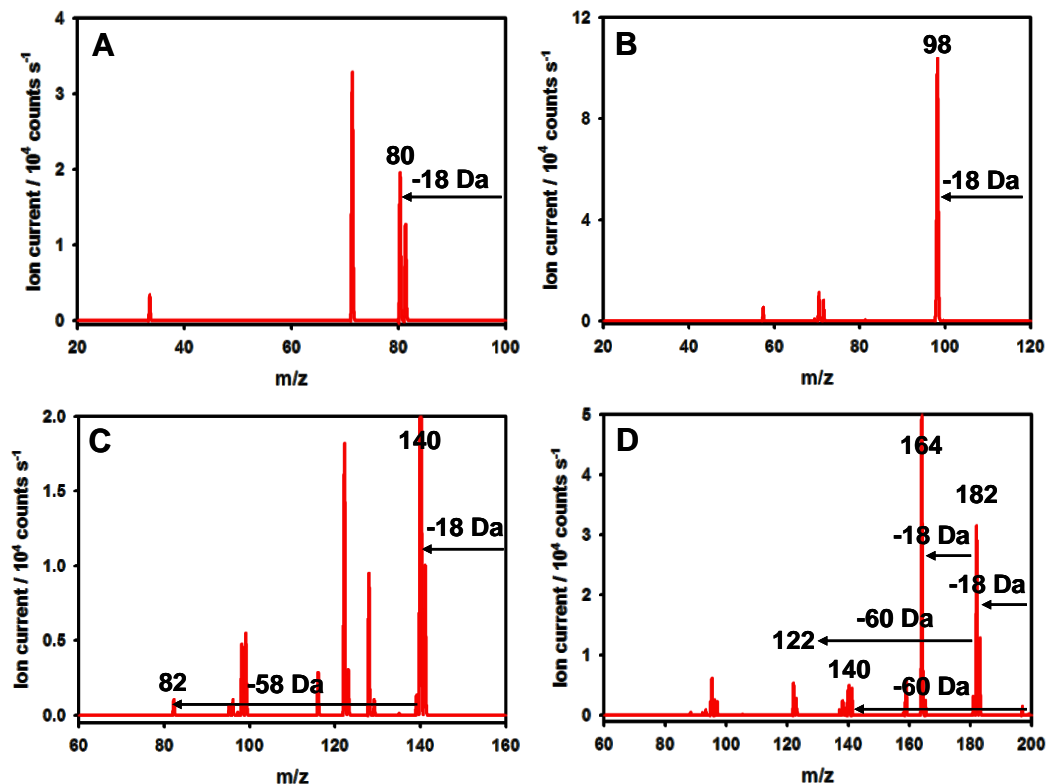 A
Ion current / 10⁴ counts s⁻¹
4
3
2
1
0
80
-18 Da
20 40 60 80 100
m/z
B
Ion current / 10⁴ counts s⁻¹
12
8
4
0
98
-18 Da
20 40 60 80 100 120
m/z
C
Ion current / 10⁴ counts s⁻¹
2.0
1.5
1.0
0.5
0.0
140
-18 Da
82
-58 Da
60 80 100 120 140 160
m/z
D
Ion current / 10⁴ counts s⁻¹
5
4
3
2
1
0
164
182
-18 Da
-18 Da
-60 Da
122
140
-60 Da
60 80 100 120 140 160 180 200
m/z